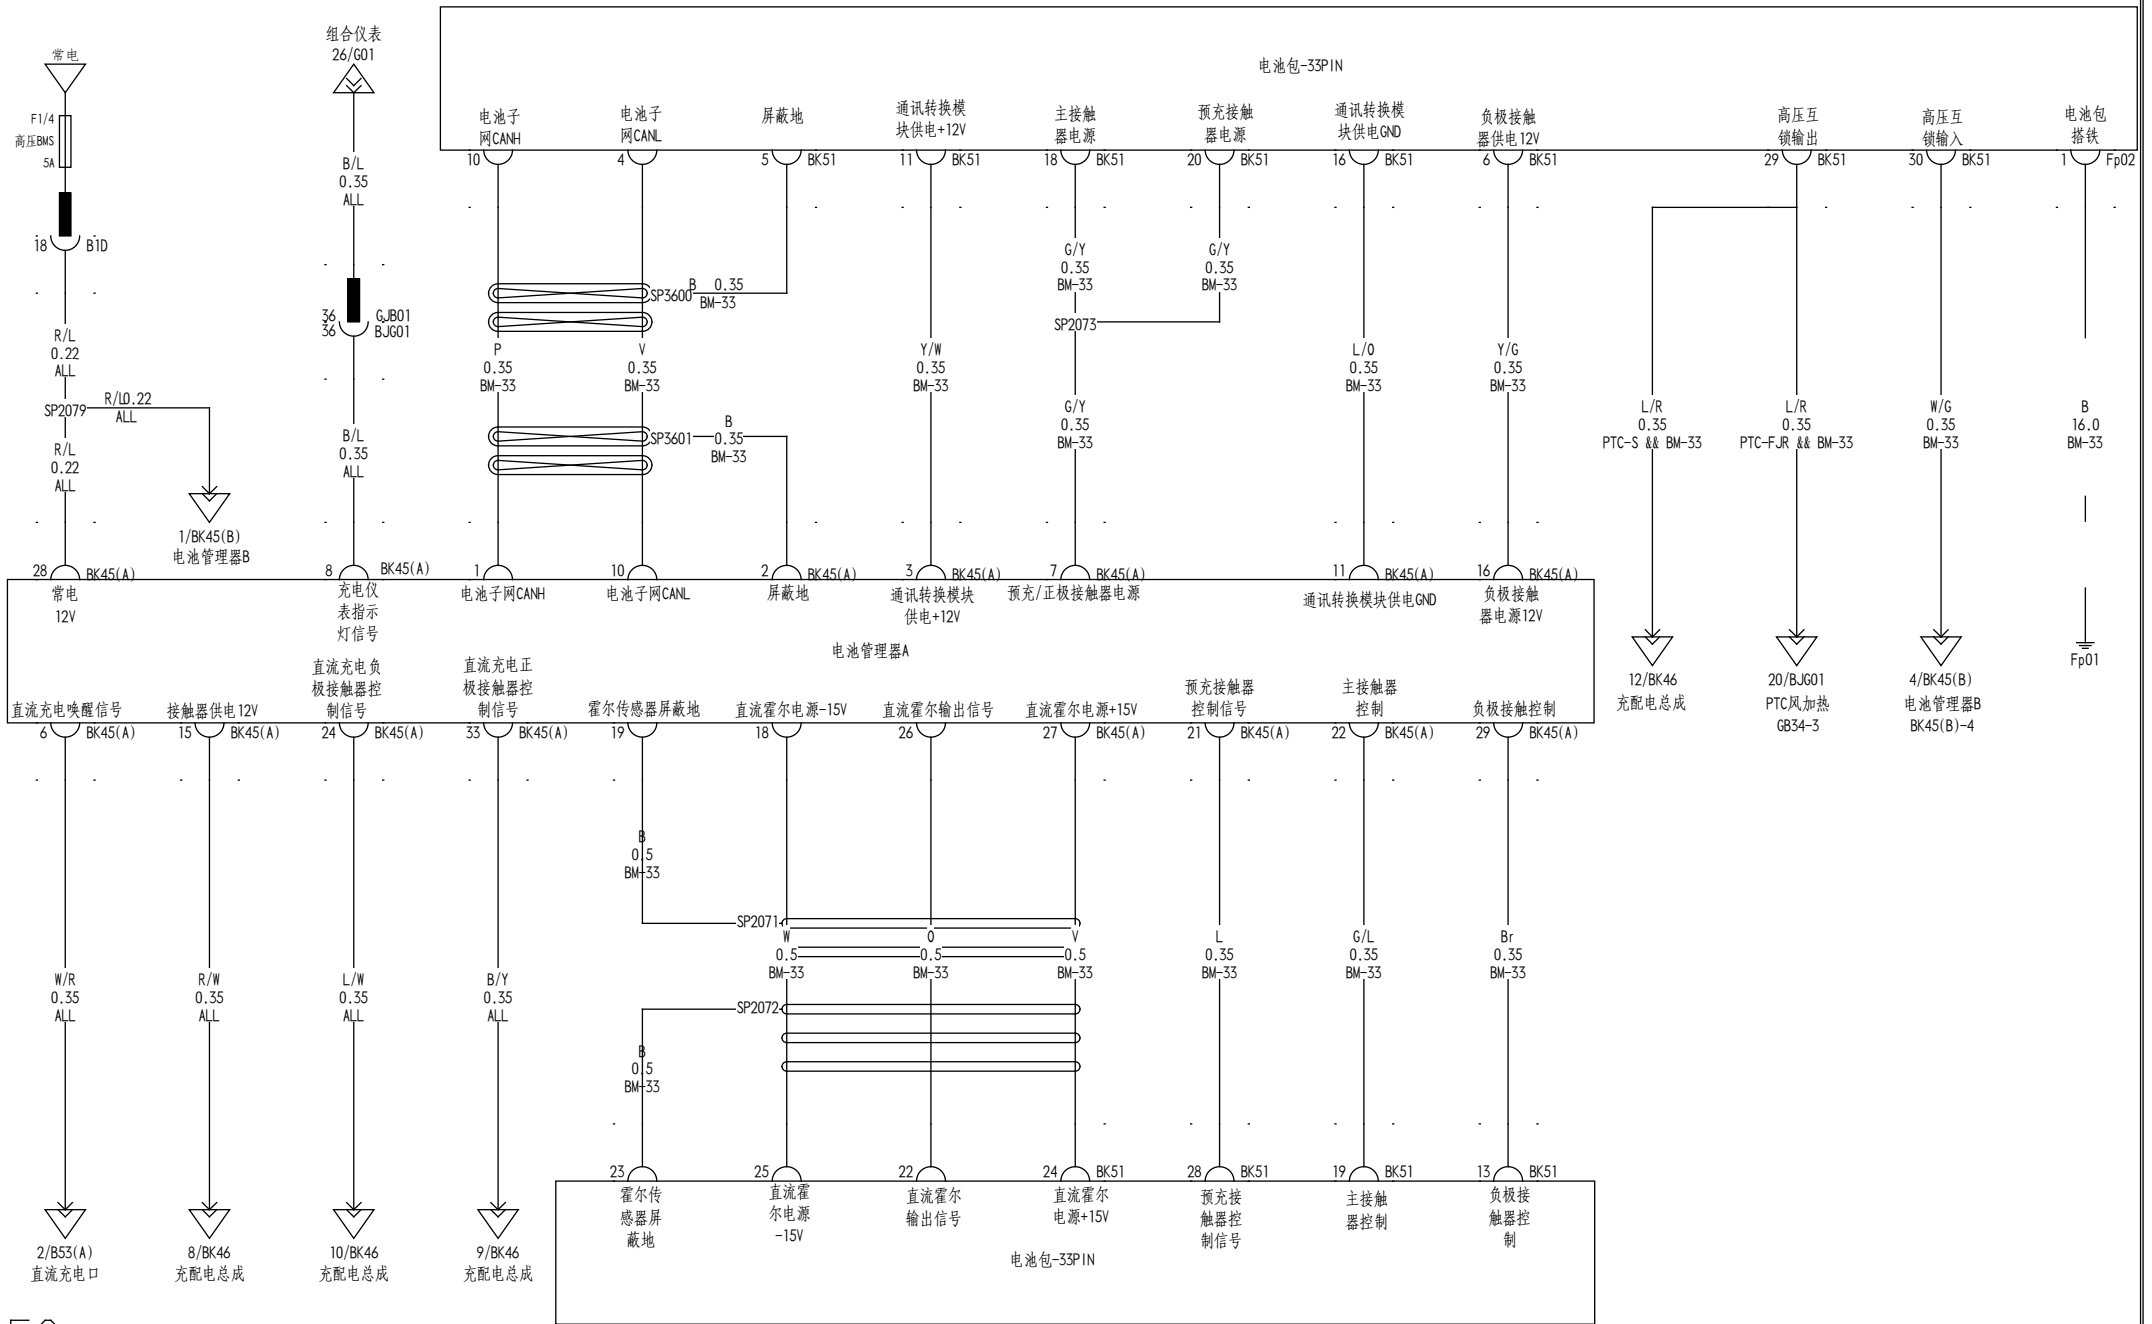 常电
F1/4
高压BMS
5A
18
B1D
R/L
0.22
ALL
SP2079
R/L0.22
ALL
R/L
0.22
ALL
1/BK45(B)
电池管理器B
组合仪表
26/G01
B/L
0.35
ALL
36 GJB01
36 BJG01
B/L
0.35
ALL
电池包-33PIN
电池子
网CANH
10
电池子
网CANL
4
屏蔽地
5 BK51
通讯转换模
块供电+12V
11 BK51
主接触
器电源
18 BK51
预充接触
器电源
20 BK51
通讯转换模
块供电GND
16 BK51
负极接触
器供电12V
6 BK51
高压互
锁输出
29 BK51
高压互
锁输入
30 BK51
电池包
搭铁
1 Fp02
SP3600
B 0.35
BM-33
P
0.35
BM-33
V
0.35
BM-33
SP3601
B
0.35
BM-33
Y/W
0.35
BM-33
G/Y
0.35
BM-33
G/Y
0.35
BM-33
SP2073
G/Y
0.35
BM-33
L/O
0.35
BM-33
Y/G
0.35
BM-33
L/R
0.35
PTC-S && BM-33
L/R
0.35
PTC-FJR && BM-33
W/G
0.35
BM-33
B
16.0
BM-33
28 BK45(A)
常电
12V
8 BK45(A)
充电仪
表指示
灯信号
1
电池子网CANH
10
电池子网CANL
2 BK45(A)
屏蔽地
3 BK45(A)
通讯转换模块
供电+12V
7 BK45(A)
预充/正极接触器电源
11 BK45(A)
通讯转换模块供电GND
16 BK45(A)
负极接触
器电源12V
电池管理器A
12/BK46
充配电总成
20/BJG01
PTC风加热
GB34-3
4/BK45(B)
电池管理器B
BK45(B)-4
Fp01
直流充电唤醒信号
6 BK45(A)
接触器供电12V
15 BK45(A)
直流充电负
极接触器控
制信号
24 BK45(A)
直流充电正
极接触器控
制信号
33 BK45(A)
霍尔传感器屏蔽地
19
直流霍尔电源-15V
18
直流霍尔输出信号
26
直流霍尔电源+15V
27 BK45(A)
预充接触器
控制信号
21 BK45(A)
主接触器
控制
22 BK45(A)
负极接触控制
29 BK45(A)
W/R
0.35
ALL
R/W
0.35
ALL
L/W
0.35
ALL
B/Y
0.35
ALL
B
0.5
BM-33
SP2071
W
0.5
BM-33
O
0.5
BM-33
V
0.5
BM-33
SP2072
B
0.5
BM-33
L
0.35
BM-33
G/L
0.35
BM-33
Br
0.35
BM-33
2/B53(A)
直流充电口
8/BK46
充配电总成
10/BK46
充配电总成
9/BK46
充配电总成
23
霍尔传
感器屏
蔽地
25
直流霍
尔电源
-15V
22
直流霍尔
输出信号
24 BK51
直流霍尔
电源+15V
28 BK51
预充接
触器控
制信号
19 BK51
主接触
器控制
13 BK51
负极接
触器控
制
电池包-33PIN